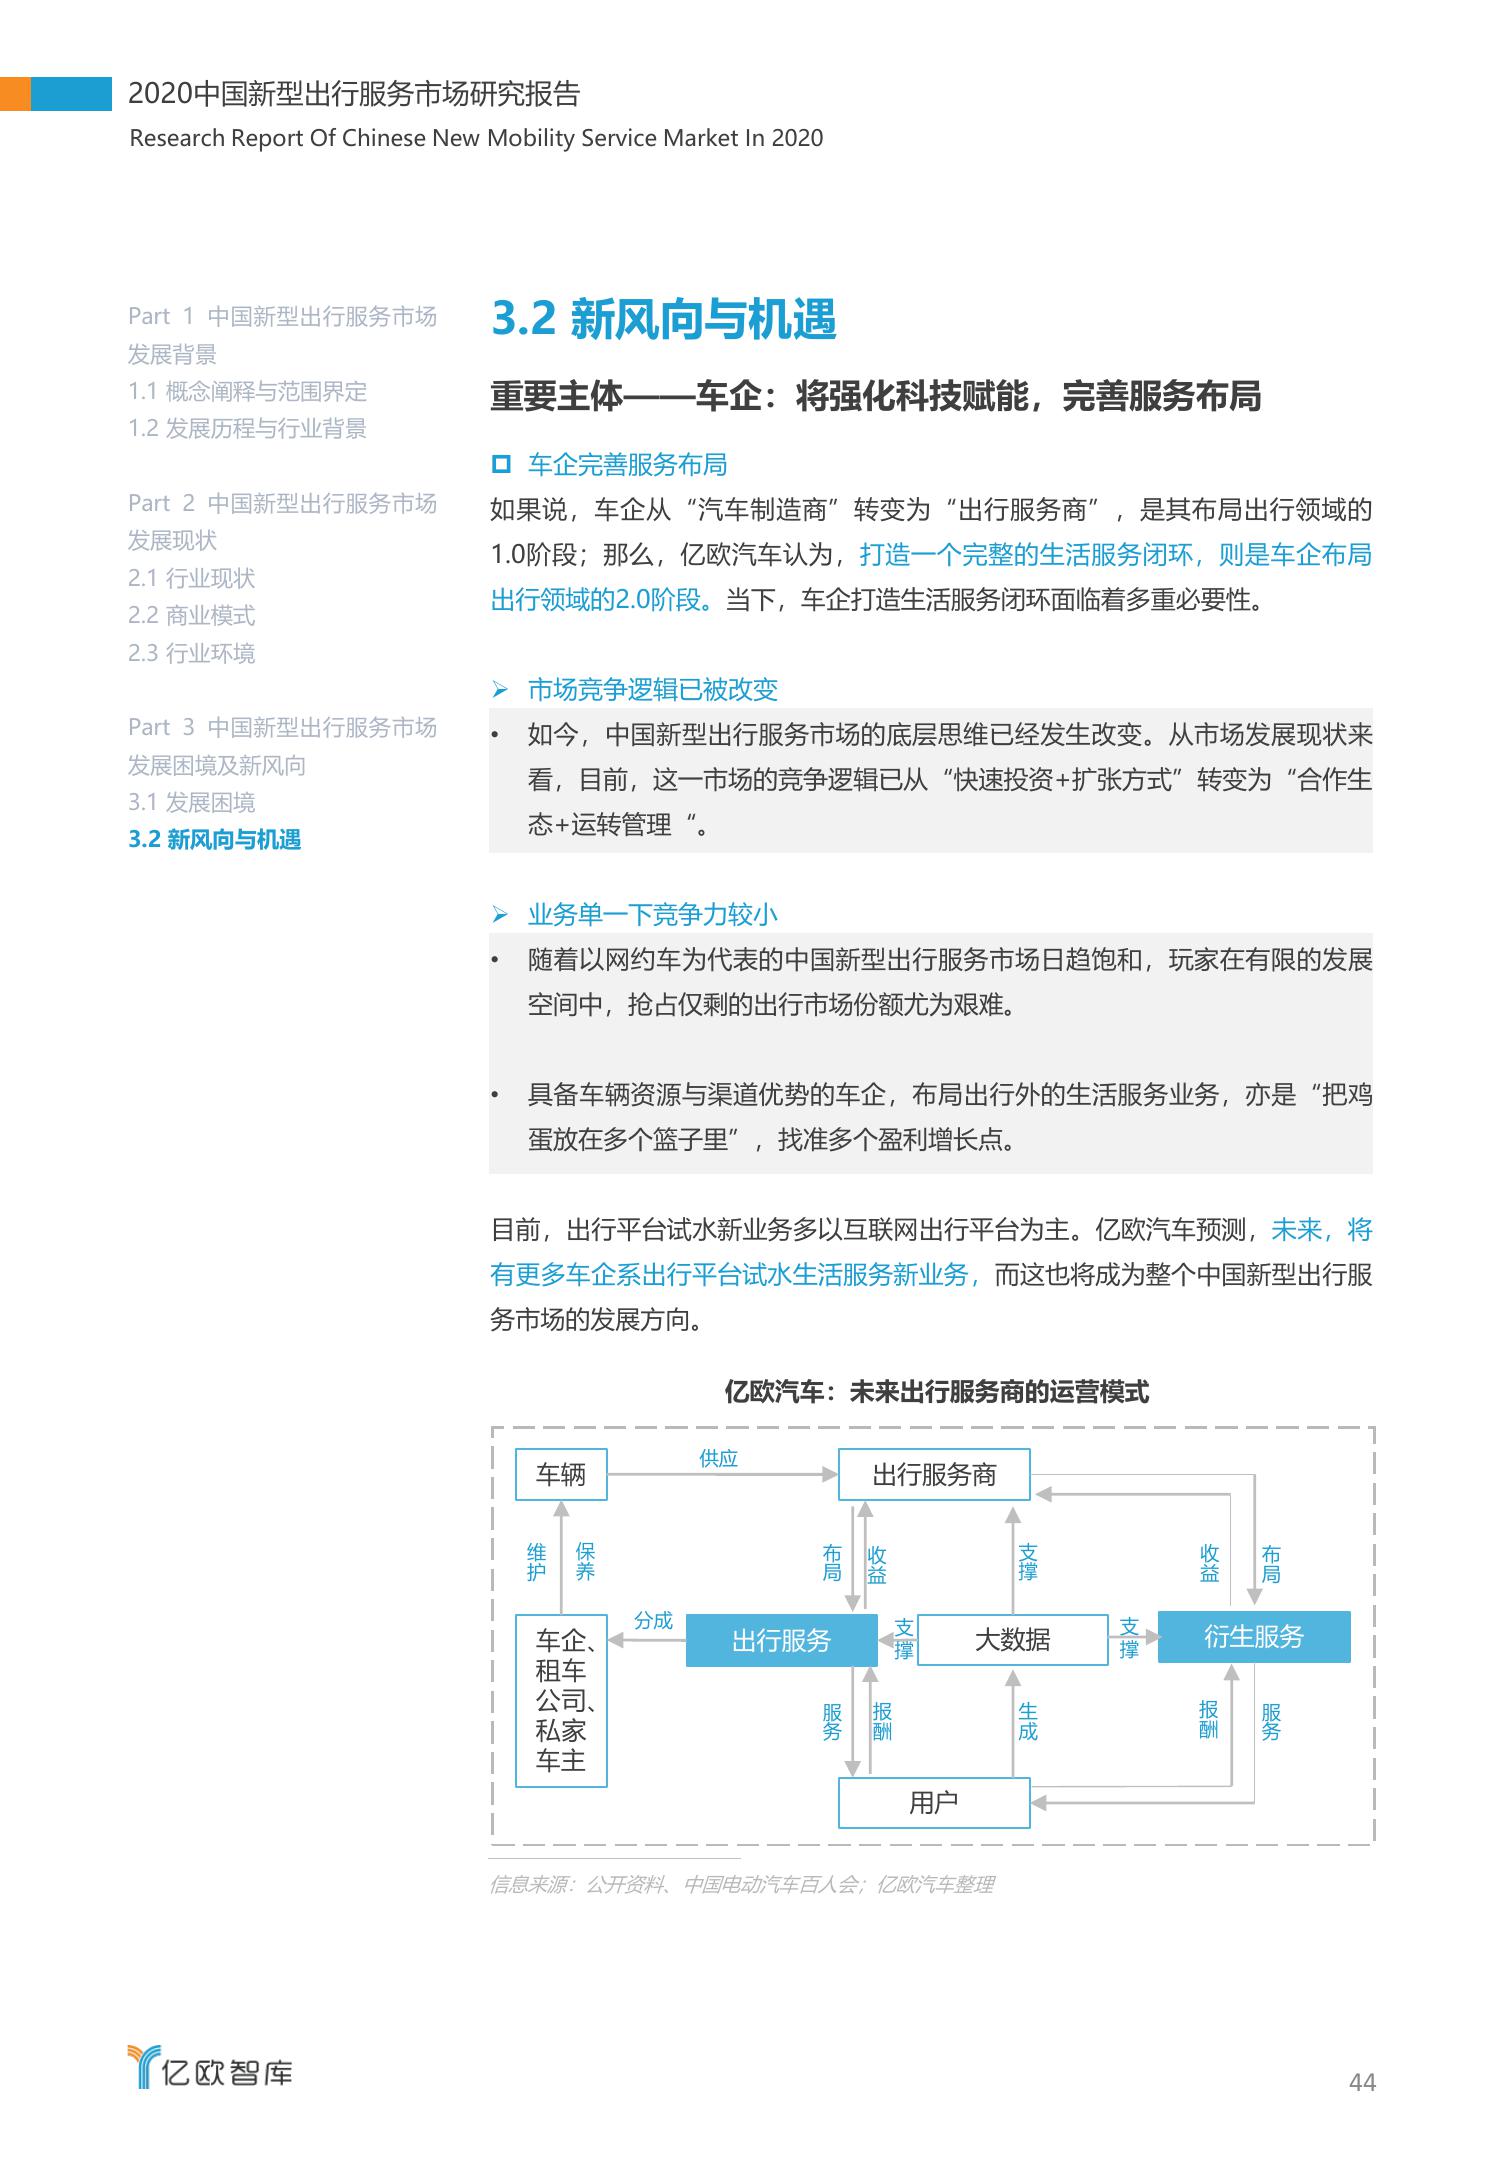 2020中国新型出行服务市场研究报告
Research Report Of Chinese New Mobility Service Market In 2020
Part 1 中国新型出行服务市场
发展背景
1.1 概念阐释与范围界定
1.2 发展历程与行业背景
Part 2 中国新型出行服务市场
发展现状
2.1 行业现状
2.2 商业模式
2.3 行业环境
Part 3 中国新型出行服务市场
发展困境及新风向
3.1 发展困境
3.2 新风向与机遇
3.2 新风向与机遇
重要主体——车企：将强化科技赋能，完善服务布局
车企完善服务布局
如果说，车企从“汽车制造商”转变为“出行服务商”，是其布局出行领域的
1.0阶段；那么，亿欧汽车认为，打造一个完整的生活服务闭环，则是车企布局
出行领域的2.0阶段。当下，车企打造生活服务闭环面临着多重必要性。
➢ 市场竞争逻辑已被改变
• 如今，中国新型出行服务市场的底层思维已经发生改变。从市场发展现状来
看，目前，这一市场的竞争逻辑已从“快速投资+扩张方式”转变为“合作生
态+运转管理“。
➢ 业务单一下竞争力较小
• 随着以网约车为代表的中国新型出行服务市场日趋饱和，玩家在有限的发展
空间中，抢占仅剩的出行市场份额尤为艰难。
• 具备车辆资源与渠道优势的车企，布局出行外的生活服务业务，亦是“把鸡
蛋放在多个篮子里”，找准多个盈利增长点。
目前，出行平台试水新业务多以互联网出行平台为主。亿欧汽车预测，未来，将
有更多车企系出行平台试水生活服务新业务，而这也将成为整个中国新型出行服
务市场的发展方向。
亿欧汽车：未来出行服务商的运营模式
车辆
供应
出行服务商
维护
保养
布局
收益
支撑
收益
布局
车企、
租车
公司、
私家
车主
分成
出行服务
支撑
大数据
支撑
衍生服务
服务
报酬
生成
报酬
服务
用户
信息来源：公开资料、中国电动汽车百人会；亿欧汽车整理
亿欧智库
44